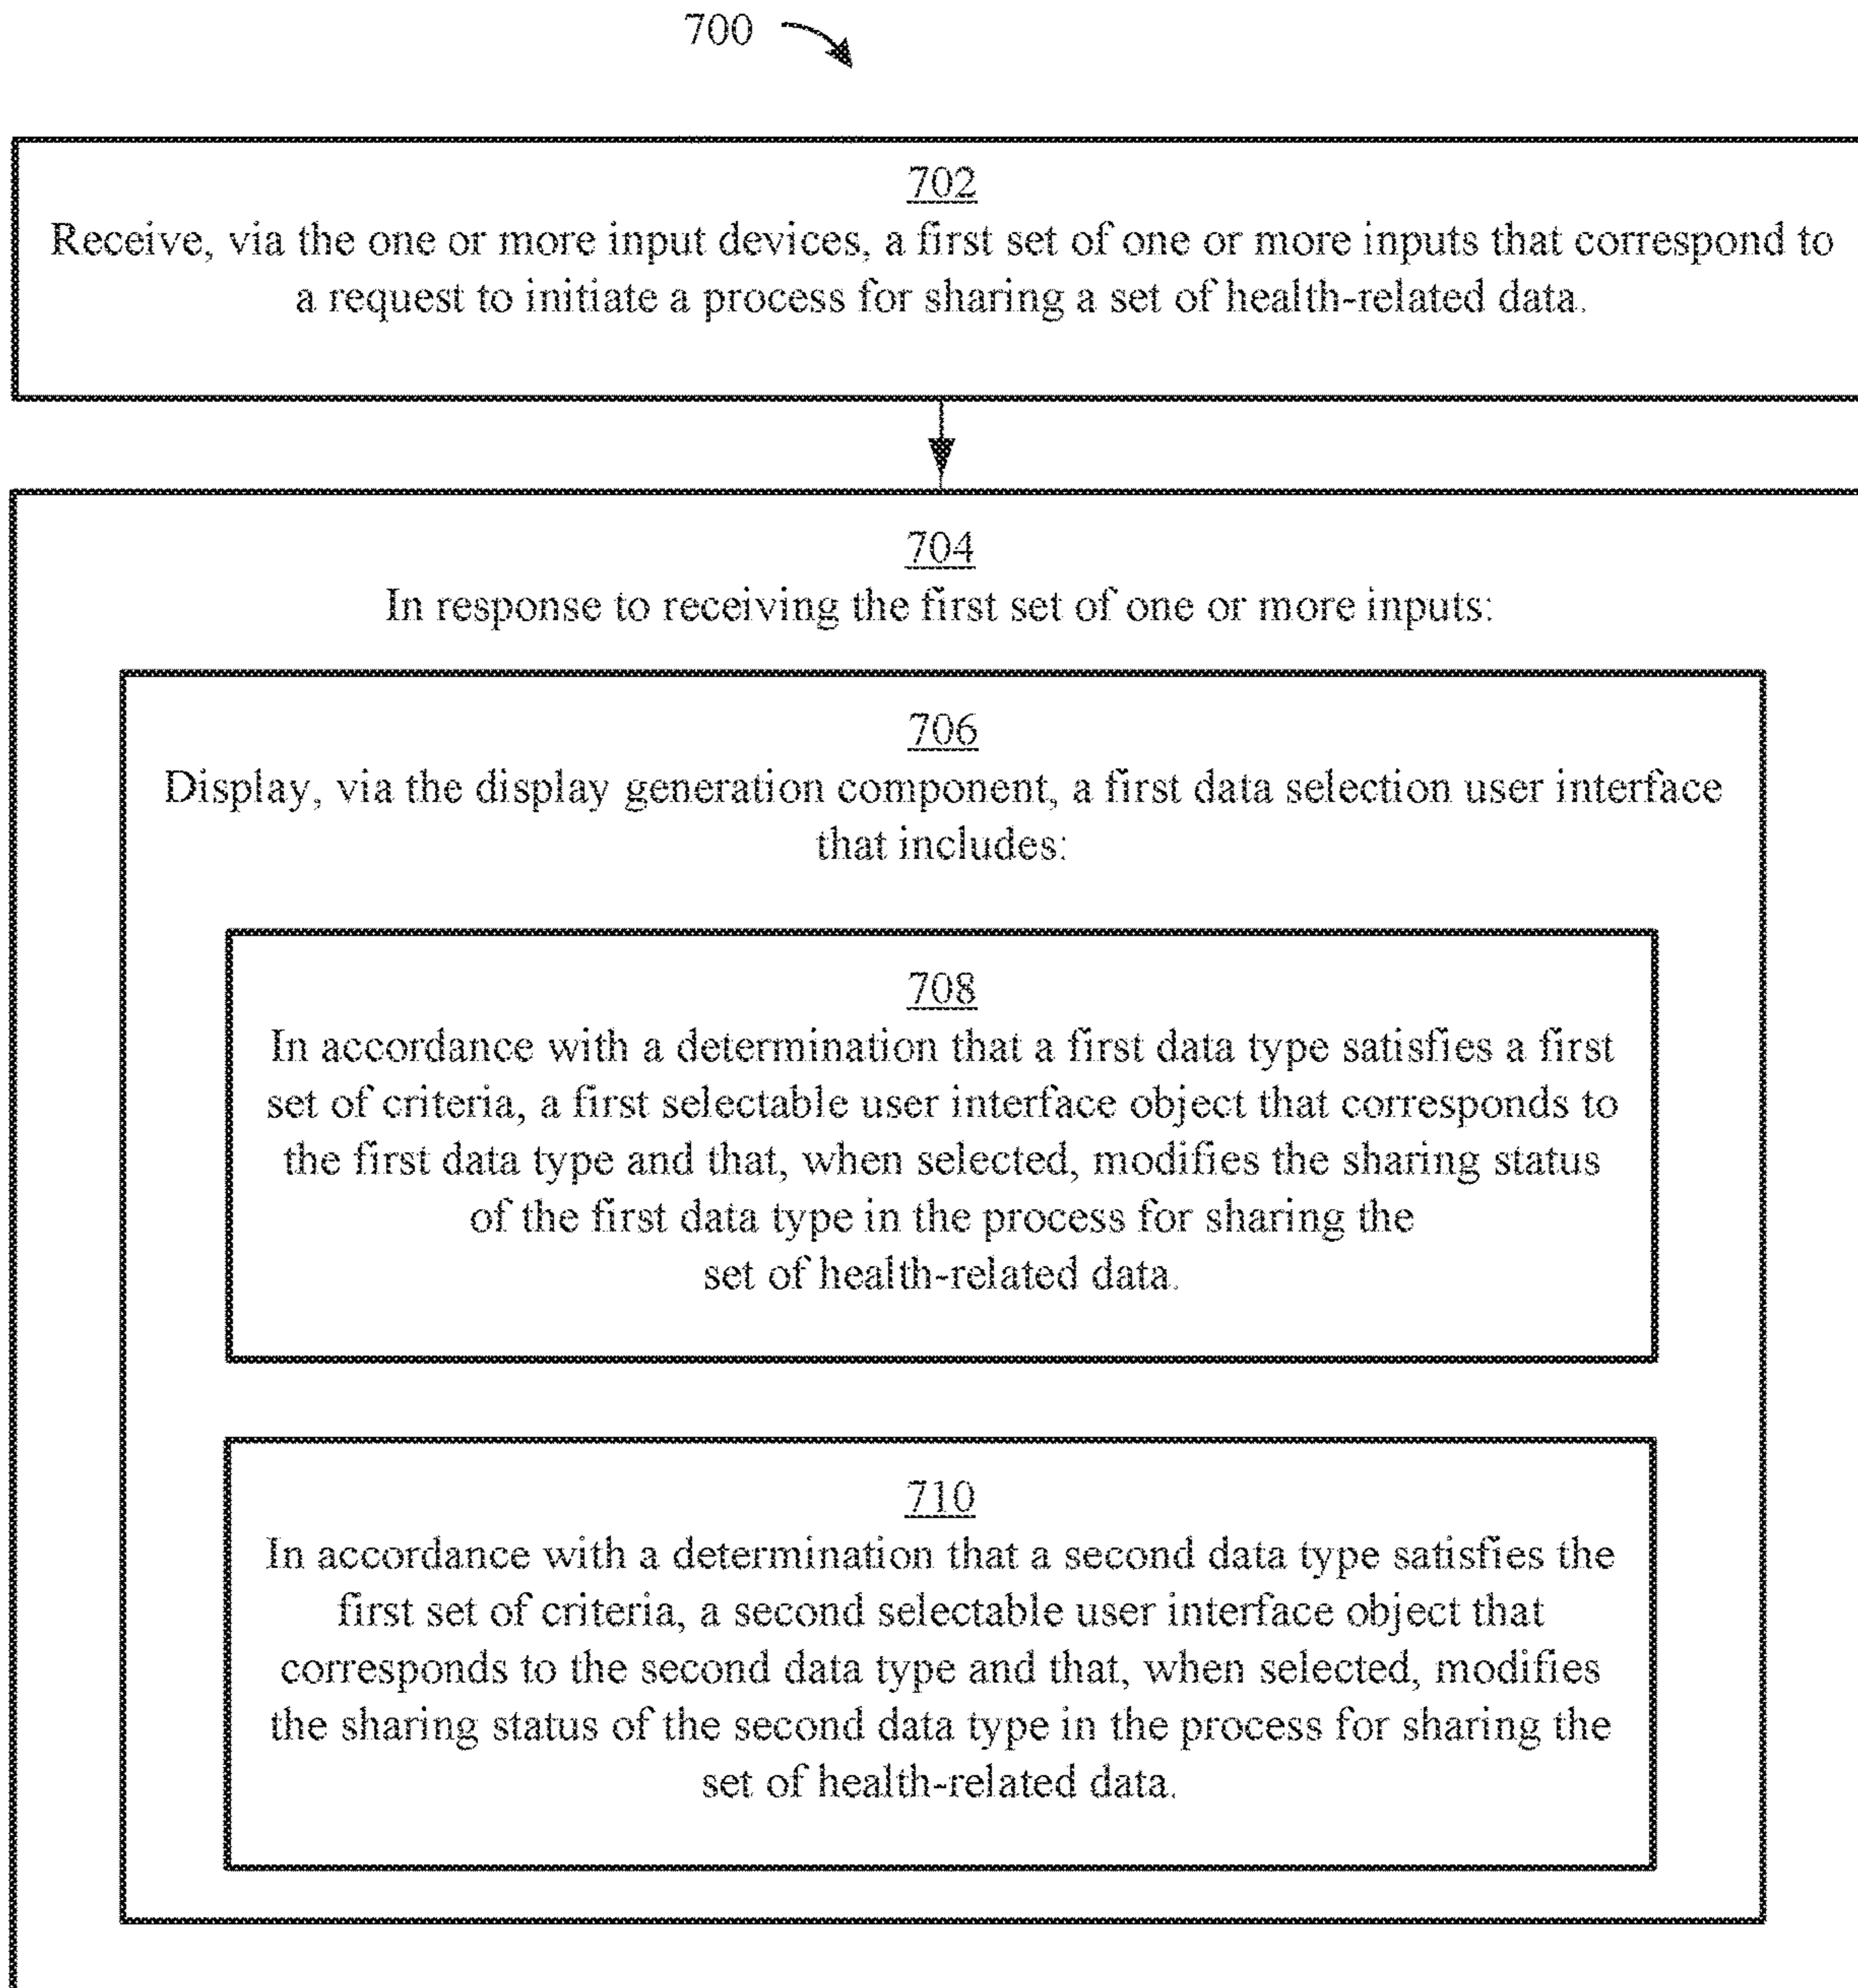 700
702
Receive, via the one or more input devices, a first set of one or more inputs that correspond to
a request to initiate a process for sharing a set of health-related data.
704
In response to receiving the first set of one or more inputs:
706
Display, via the display generation component, a first data selection user interface
that includes:
708
In accordance with a determination that a first data type satisfies a first
set of criteria, a first selectable user interface object that corresponds to
the first data type and that, when selected, modifies the sharing status
of the first data type in the process for sharing the
set of health-related data.
710
In accordance with a determination that a second data type satisfies the
first set of criteria, a second selectable user interface object that
corresponds to the second data type and that, when selected, modifies
the sharing status of the second data type in the process for sharing the
set of health-related data.